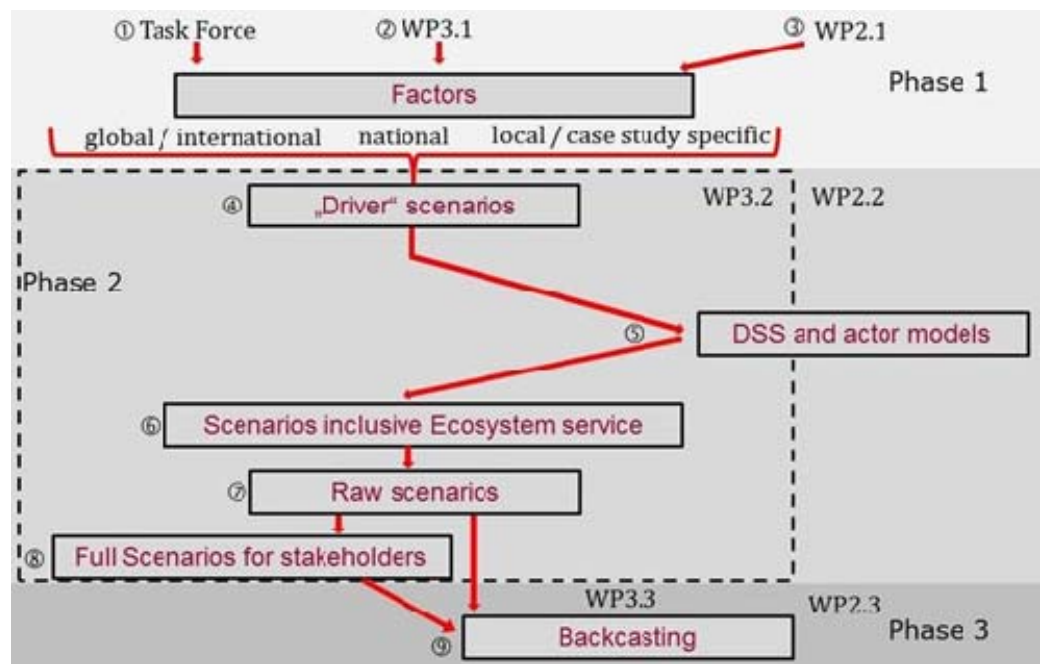 ① Task Force
② WP3.1
③ WP2.1
Phase 1
Factors
global / international national local / case study specific
WP3.2
WP2.2
④ „Driver“ scenarios
Phase 2
⑤ DSS and actor models
⑥ Scenarios inclusive Ecosystem service
⑦ Raw scenarios
⑧ Full Scenarios for stakeholders
WP3.3
WP2.3
Phase 3
⑨ Backcasting